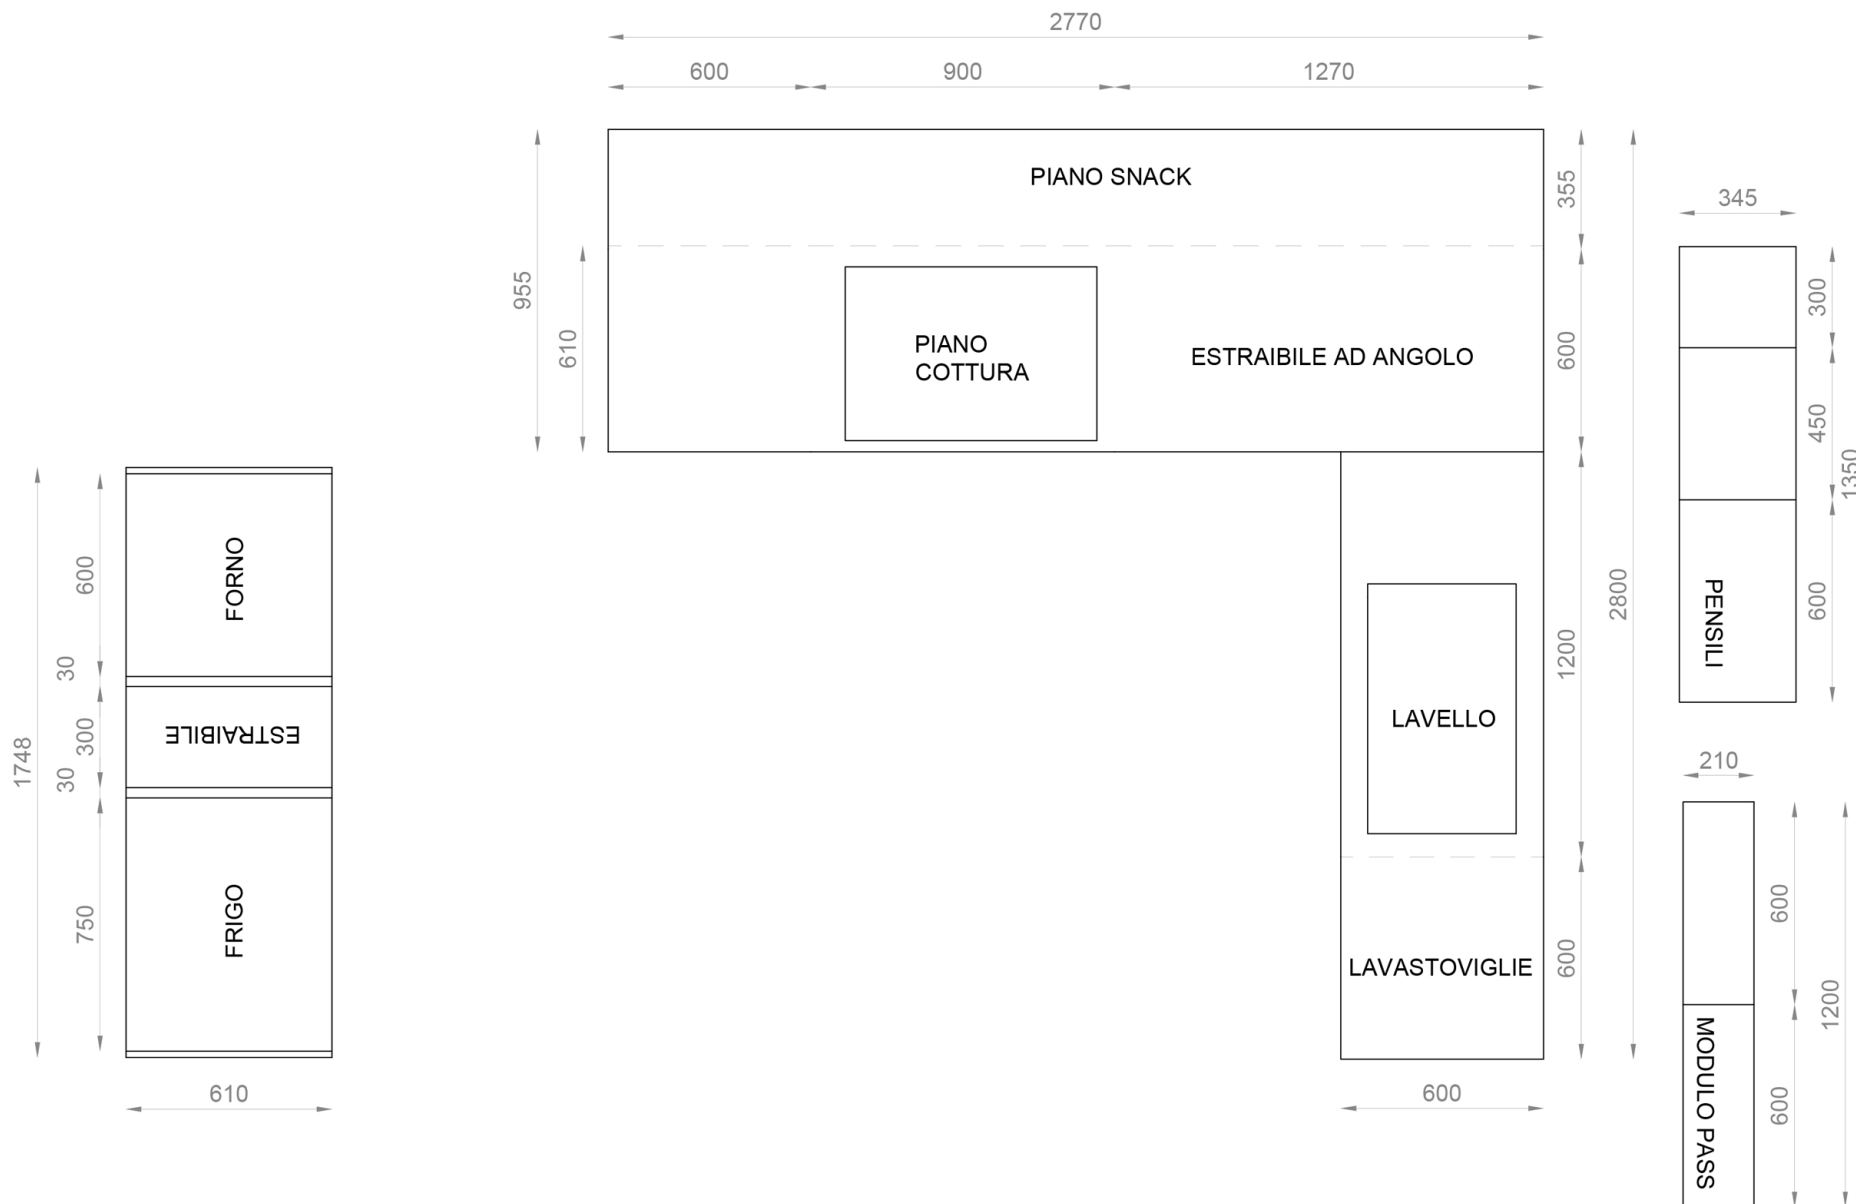 2770
600
900
1270
PIANO SNACK
355
345
955
610
PIANO
COTTURA
ESTRAIBILE AD ANGOLO
600
300
450
1350
600
PENSILI
1748
600
30
300
30
750
FORNO
ESTRAIBILE
FRIGO
610
2800
1200
LAVELLO
600
LAVASTOVIGLIE
600
210
600
1200
600
MODULO PASS